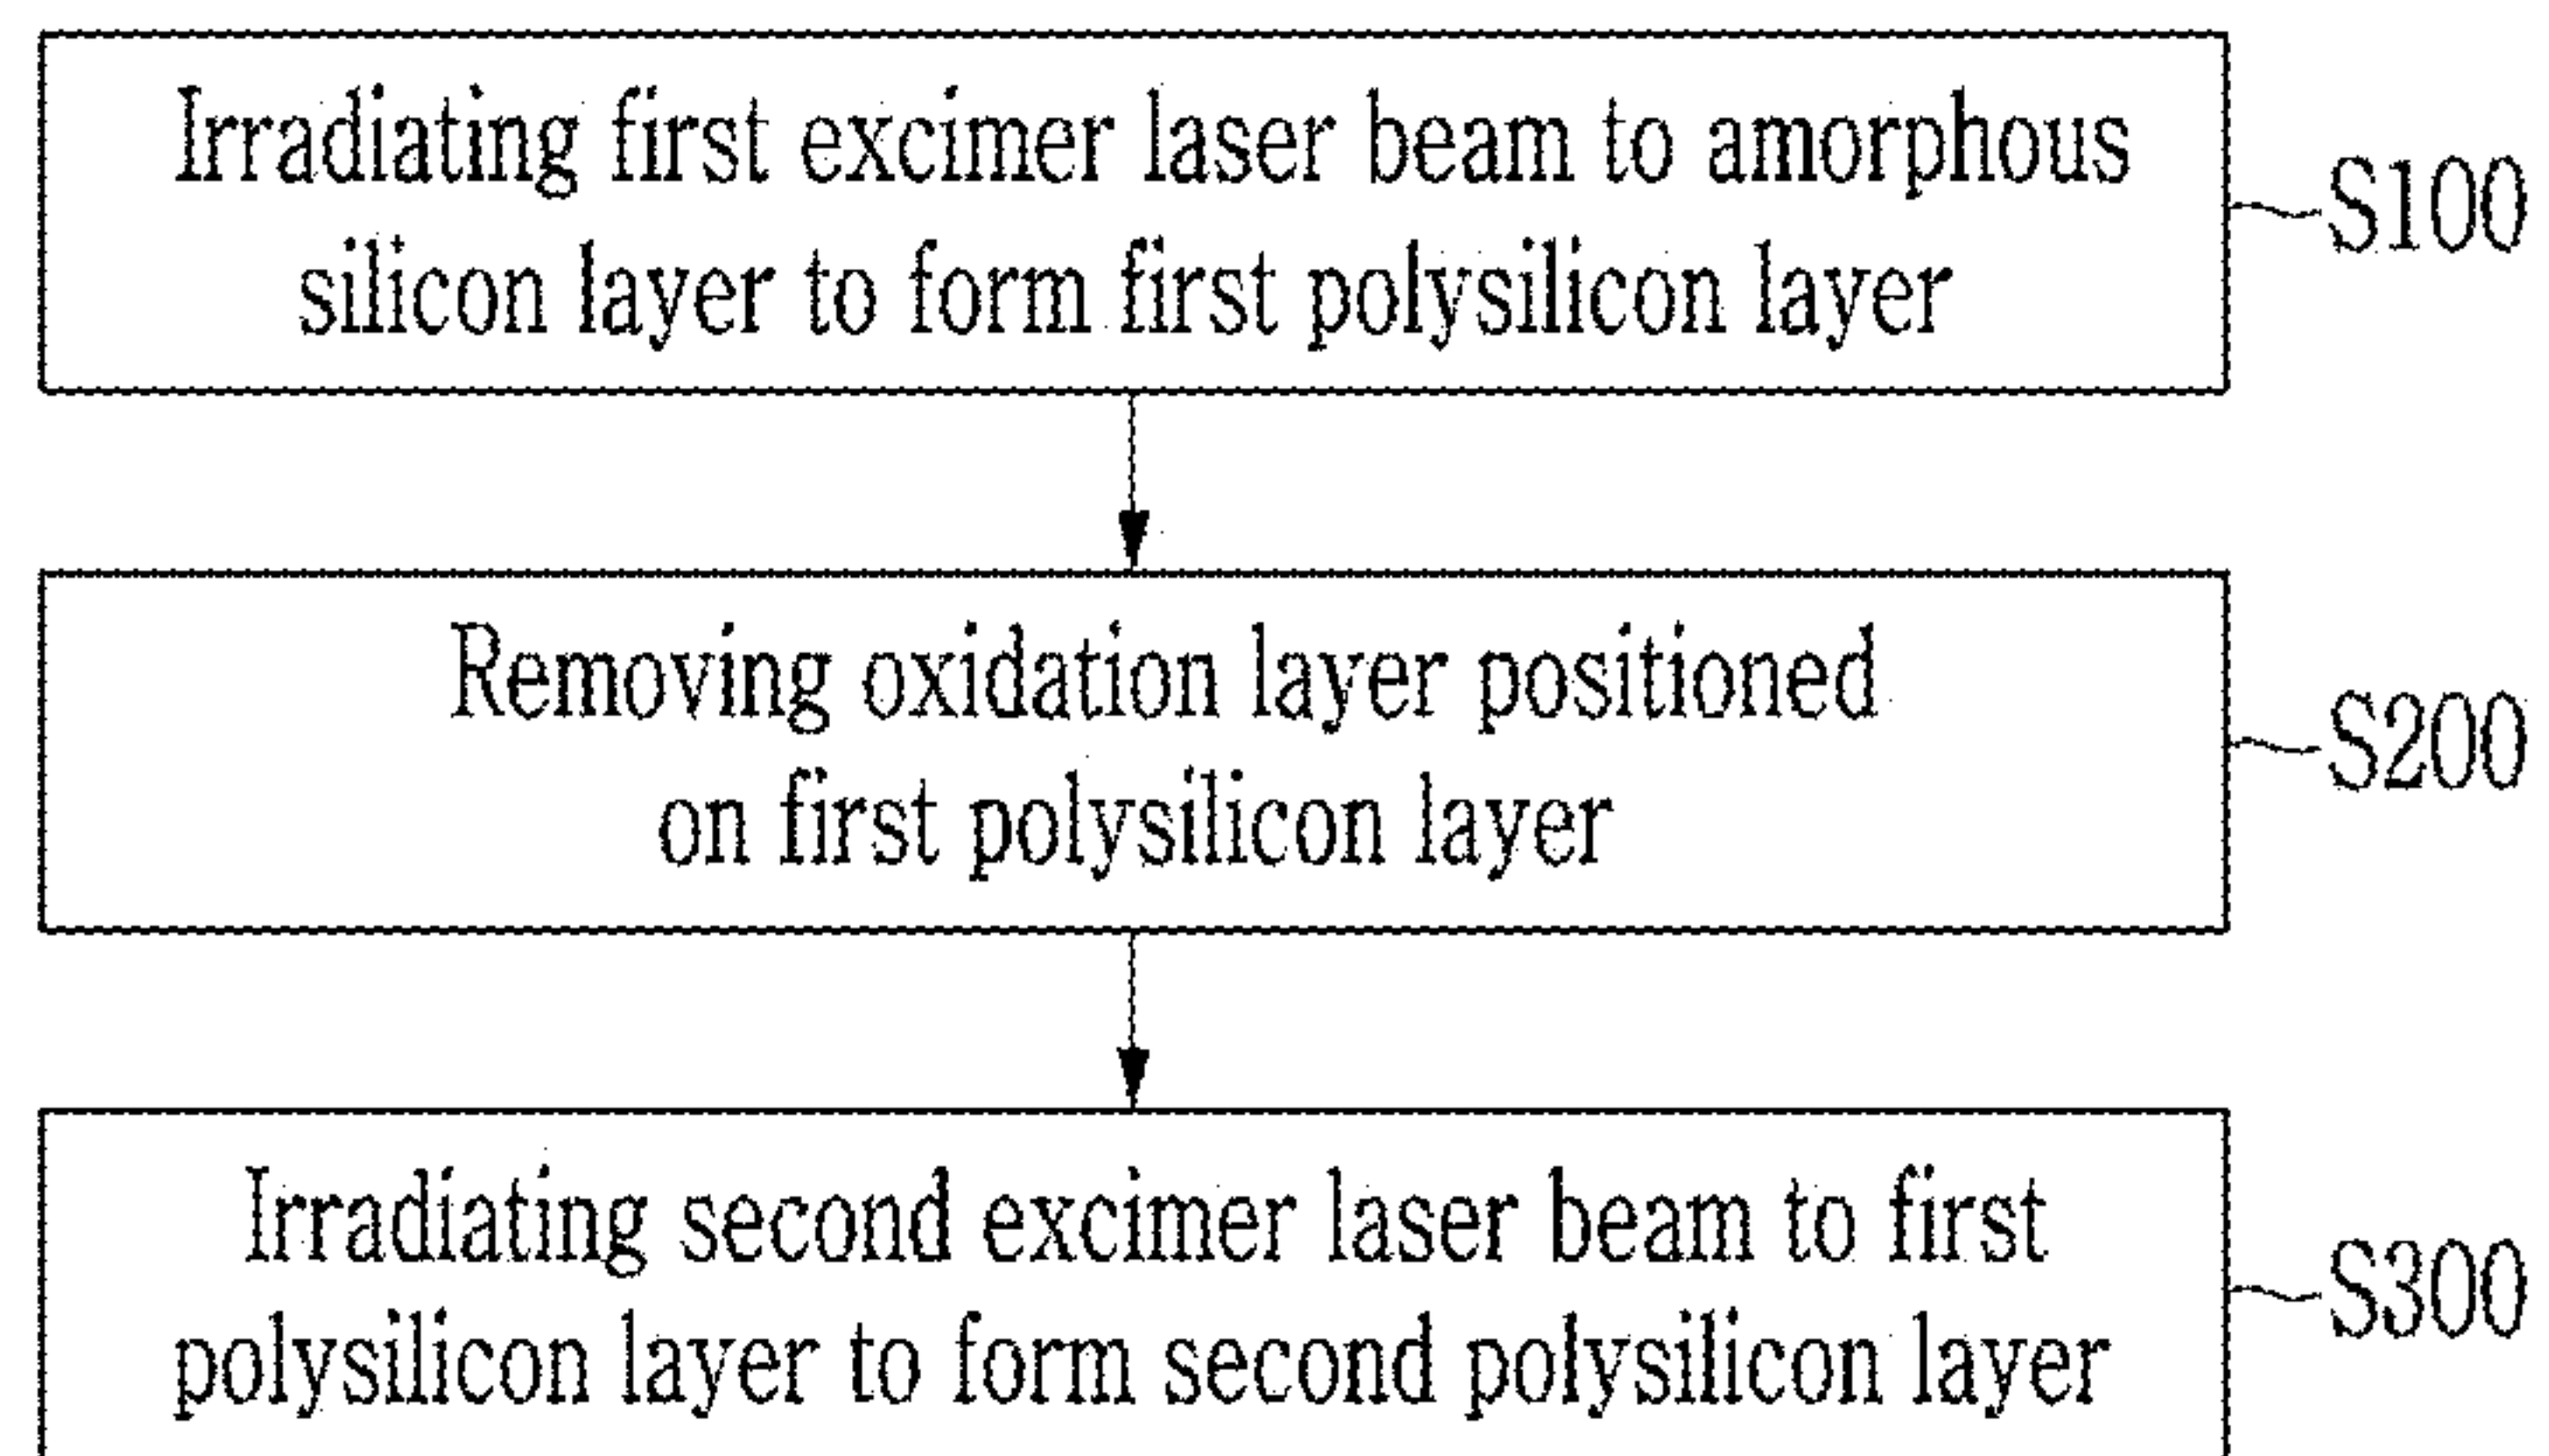 Irradiating first excimer laser beam to amorphous
silicon layer to form first polysilicon layer
S100
Removing oxidation layer positioned
on first polysilicon layer
S200
Irradiating second excimer laser beam to first
polysilicon layer to form second polysilicon layer
S300